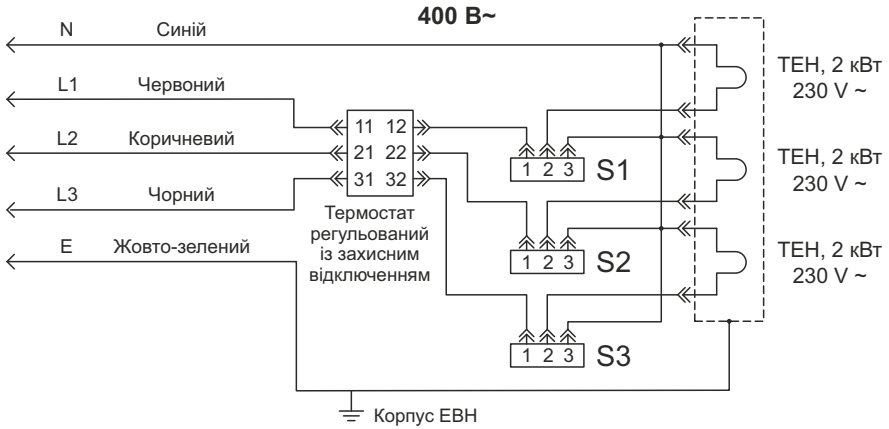 400 В~
N Синій
L1 Червоний
L2 Коричневий
L3 Чорний
E Жовто-зелений
11 12
21 22
31 32
Термостат
регульований
із захисним
відключенням
1 2 3 S1
1 2 3 S2
1 2 3 S3
ТЕН, 2 кВт
230 V ~
ТЕН, 2 кВт
230 V ~
ТЕН, 2 кВт
230 V ~
Корпус ЕВН